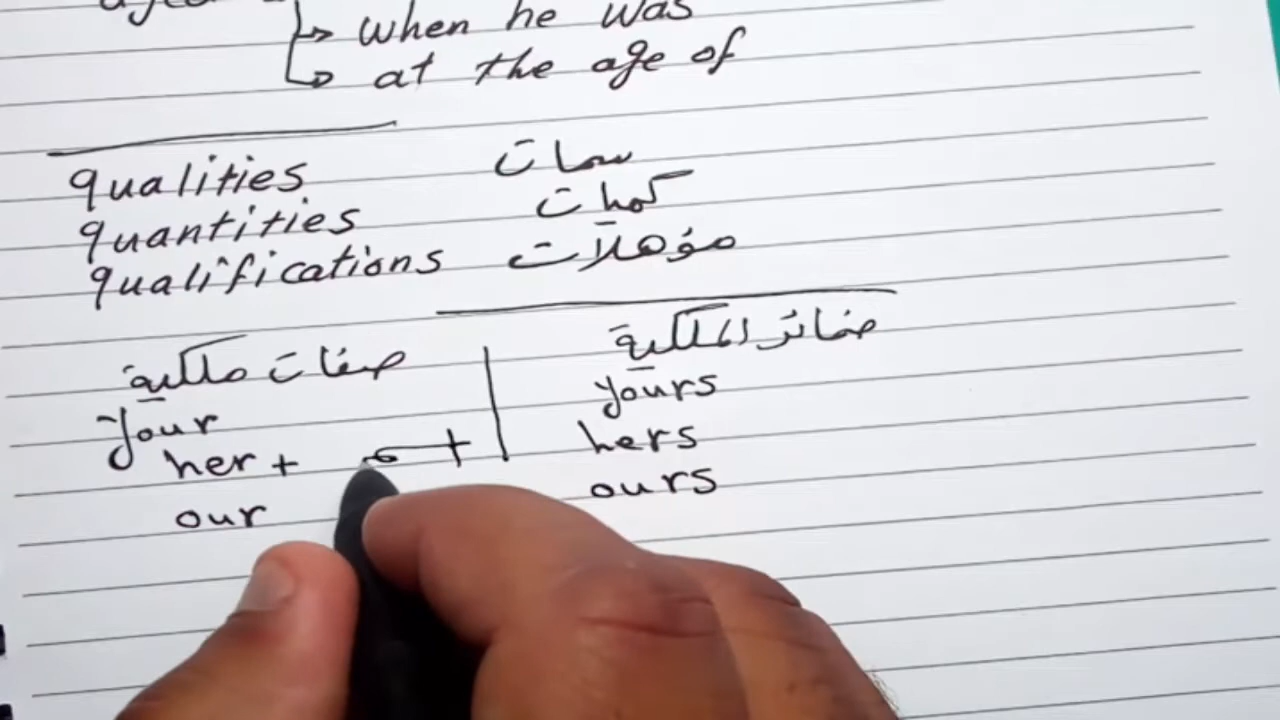 when he was
at the age of
qualities سمات
quantities كميات
qualifications مؤهلات
صفات ملكية ضمائر الملكية
your yours
her + + hers
our ours